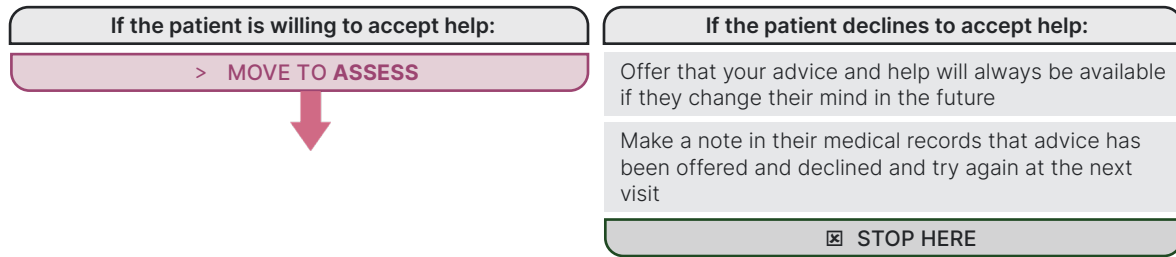 If the patient is willing to accept help:
> MOVE TO ASSESS
If the patient declines to accept help:
Offer that your advice and help will always be available
if they change their mind in the future
Make a note in their medical records that advice has
been offered and declined and try again at the next
visit
☒ STOP HERE